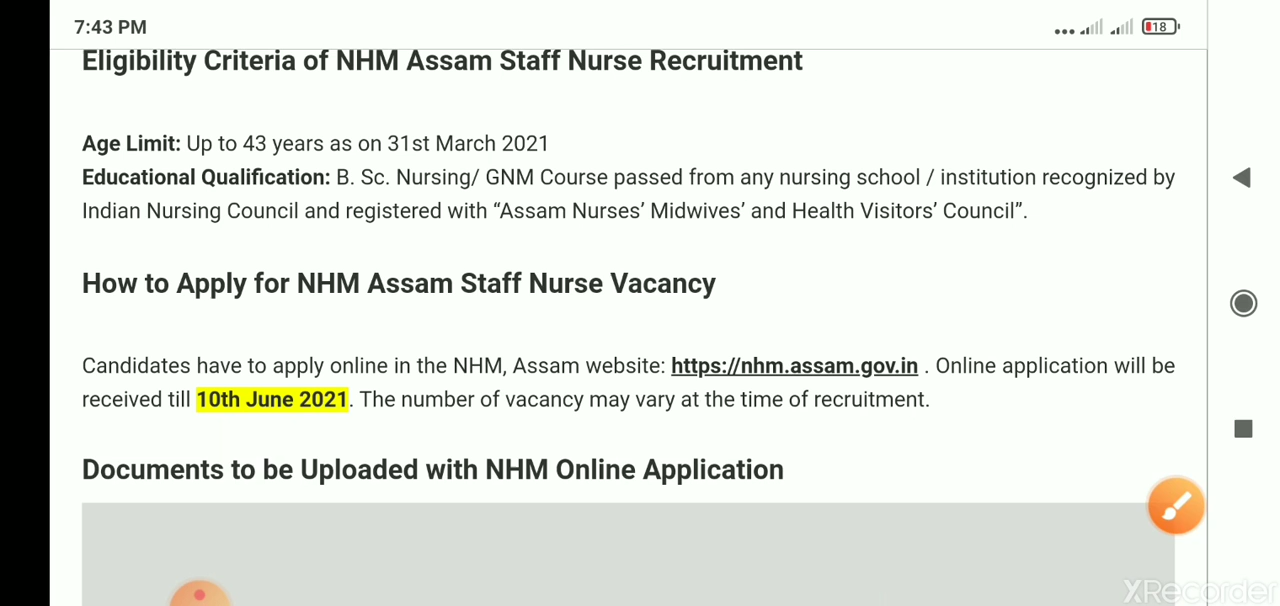 7:43 PM
18
Eligibility Criteria of NHM Assam Staff Nurse Recruitment
Age Limit: Up to 43 years as on 31st March 2021
Educational Qualification: B. Sc. Nursing/ GNM Course passed from any nursing school / institution recognized by
Indian Nursing Council and registered with “Assam Nurses’ Midwives’ and Health Visitors’ Council”.
How to Apply for NHM Assam Staff Nurse Vacancy
Candidates have to apply online in the NHM, Assam website: https://nhm.assam.gov.in . Online application will be
received till 10th June 2021. The number of vacancy may vary at the time of recruitment.
Documents to be Uploaded with NHM Online Application
XRecorder